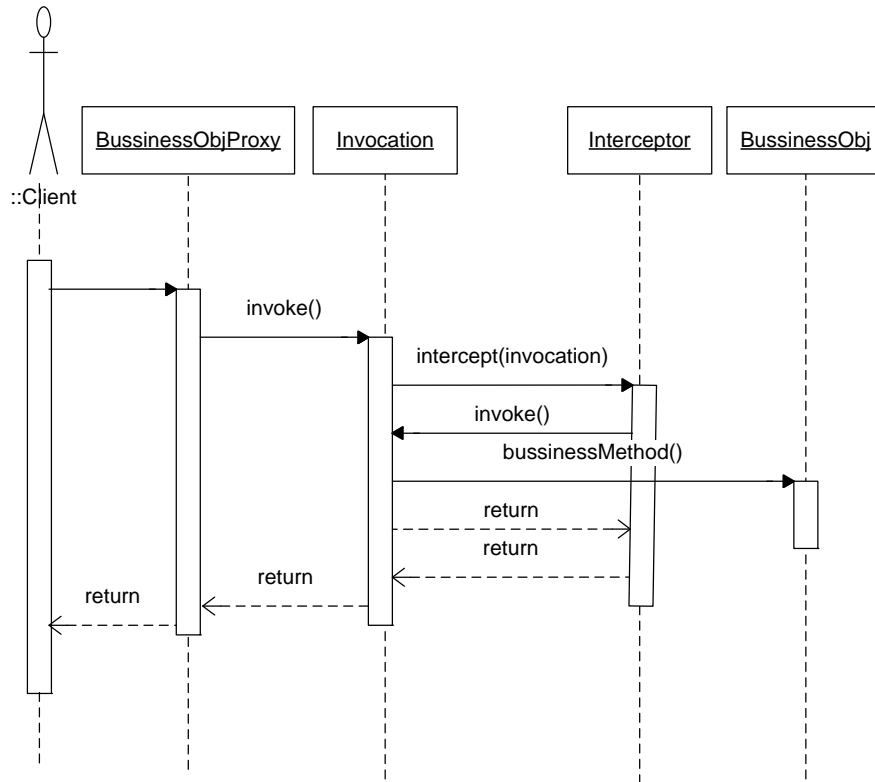 BussinessObjProxy
Invocation
Interceptor
BussinessObj
::Client
invoke()
intercept(invocation)
invoke()
bussinessMethod()
return
return
return
return